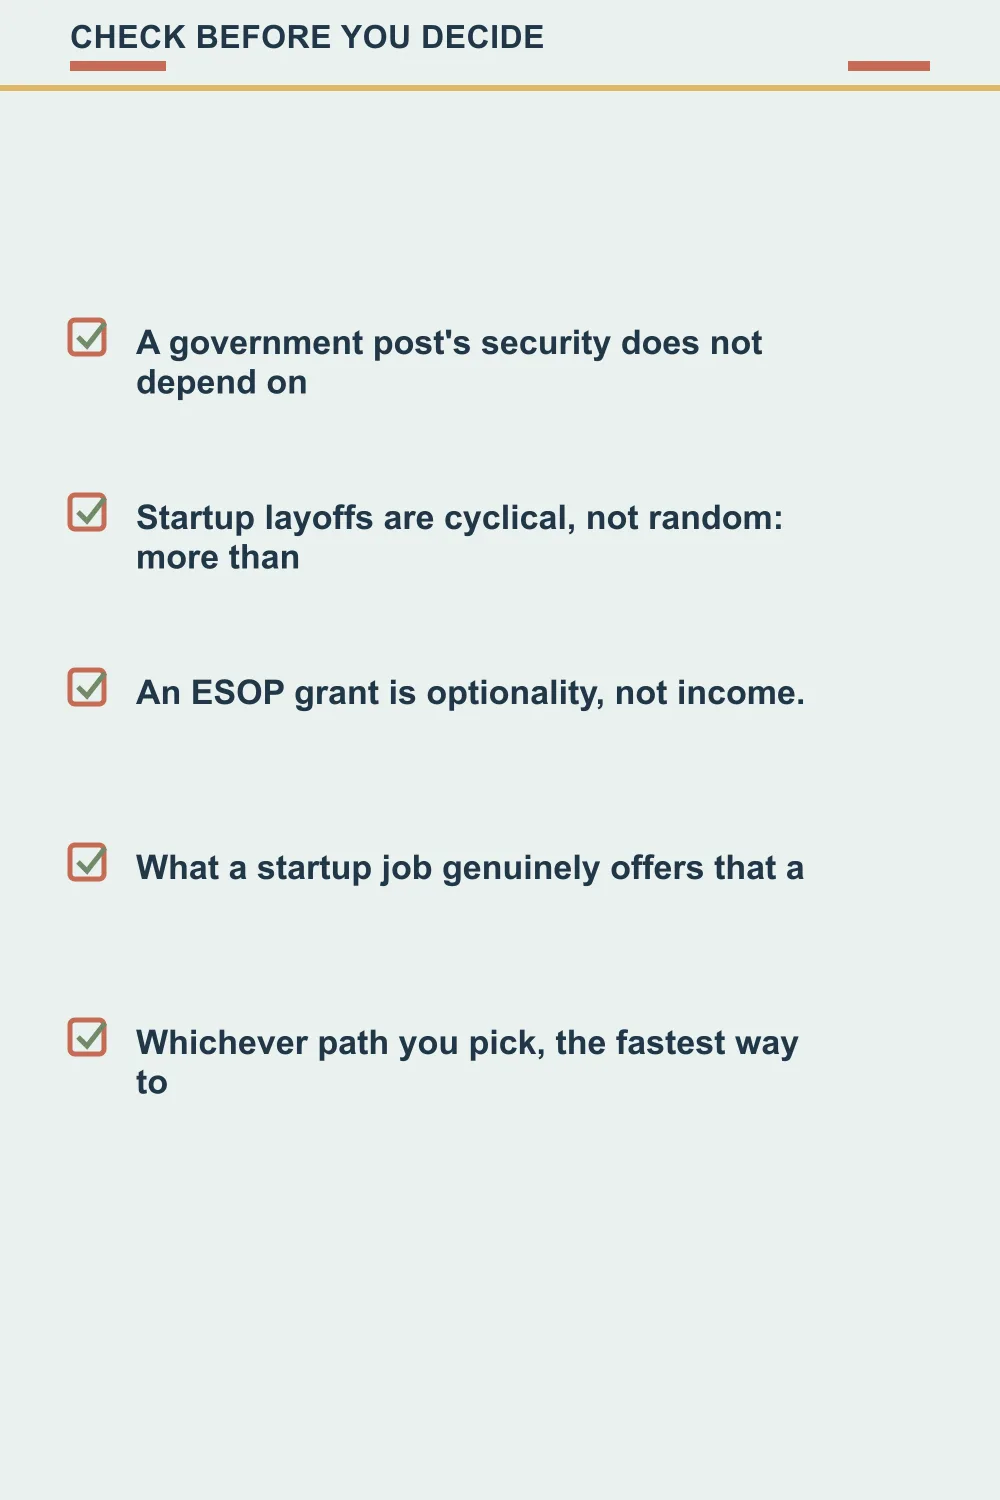 CHECK BEFORE YOU DECIDE
A government post's security does not
depend on
Startup layoffs are cyclical, not random:
more than
An ESOP grant is optionality, not income.
What a startup job genuinely offers that a
Whichever path you pick, the fastest way
to